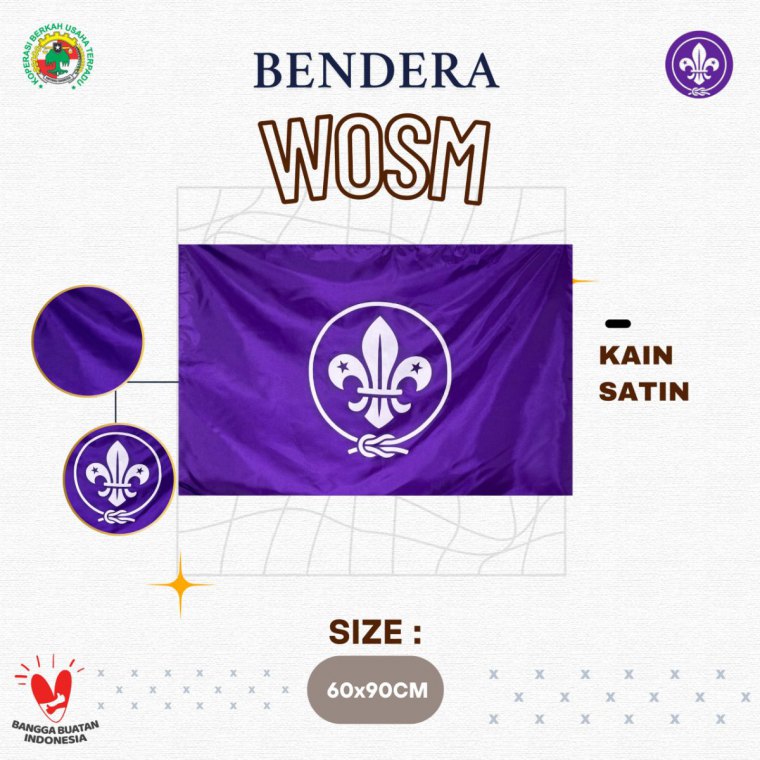 KOPERASI BERKAH USAHA TERPADU
BENDERA
WOSM
KAIN
SATIN
SIZE :
60x90CM
BANGGA BUATAN
INDONESIA